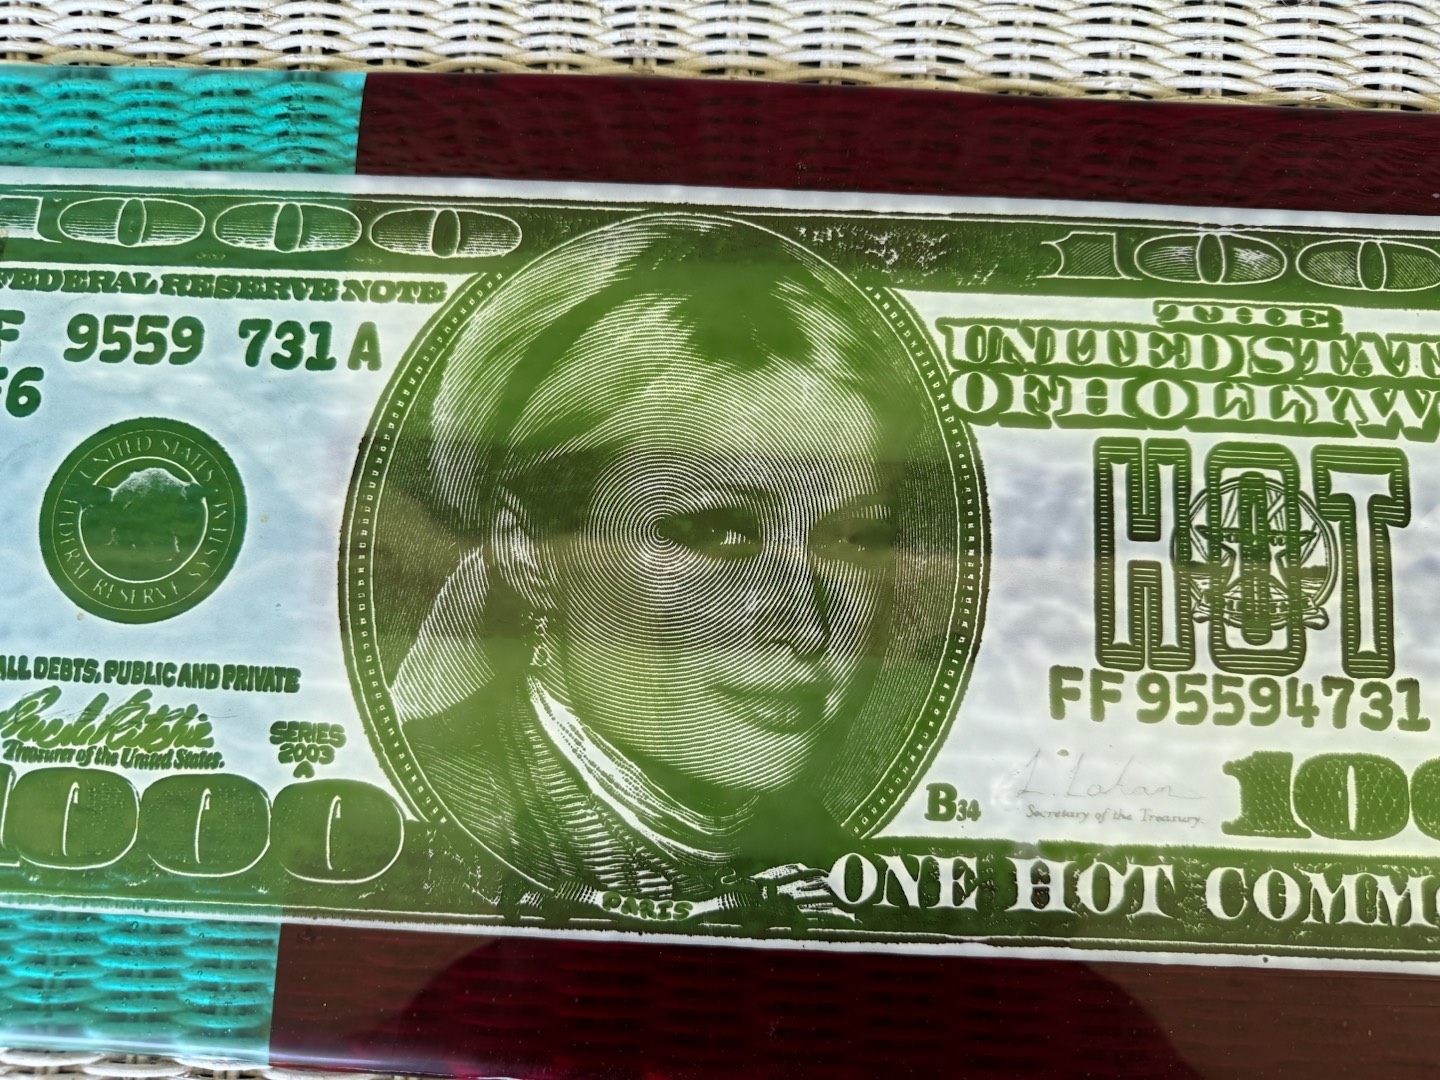 1000
100
FEDERAL RESERVE NOTE
THE
UNITED STAT
OF HOLLYW
F 9559 731 A
F6
HOT
UNITED STATES
FEDERAL RESERVE SYSTEM
ALL DEBTS, PUBLIC AND PRIVATE
FF 95594731
Treasurer of the United States.
SERIES
2003
A
L. Lohan
Secretary of the Treasury.
B34
1000
100
PARIS
ONE HOT COMMO